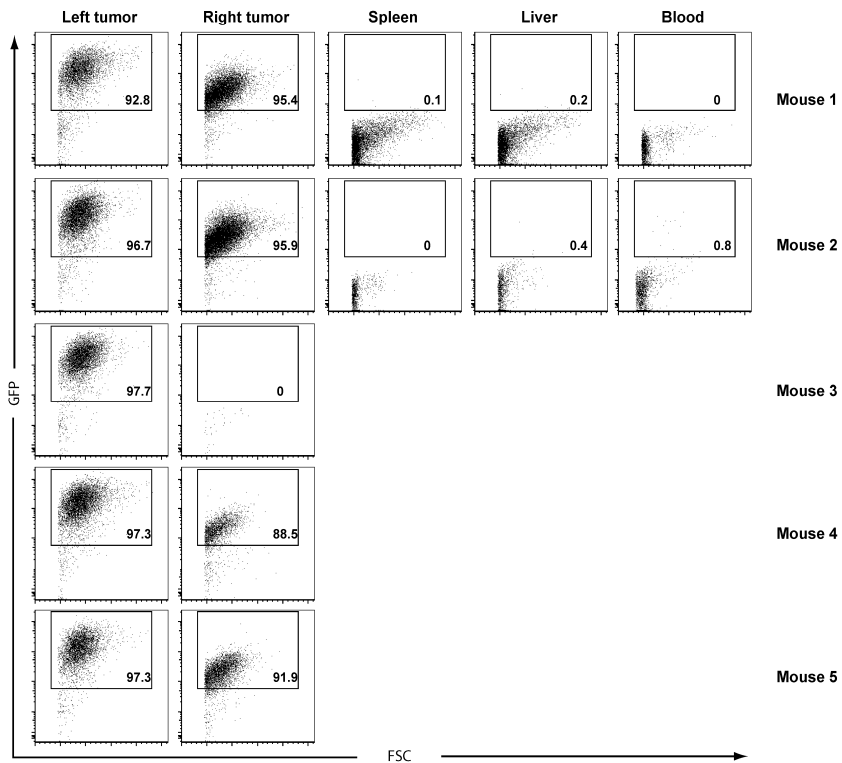 Left tumor Right tumor Spleen Liver Blood
92.8 95.4 0.1 0.2 0 Mouse 1
96.7 95.9 0 0.4 0.8 Mouse 2
97.7 0 Mouse 3
GFP
97.3 88.5 Mouse 4
97.3 91.9 Mouse 5
FSC